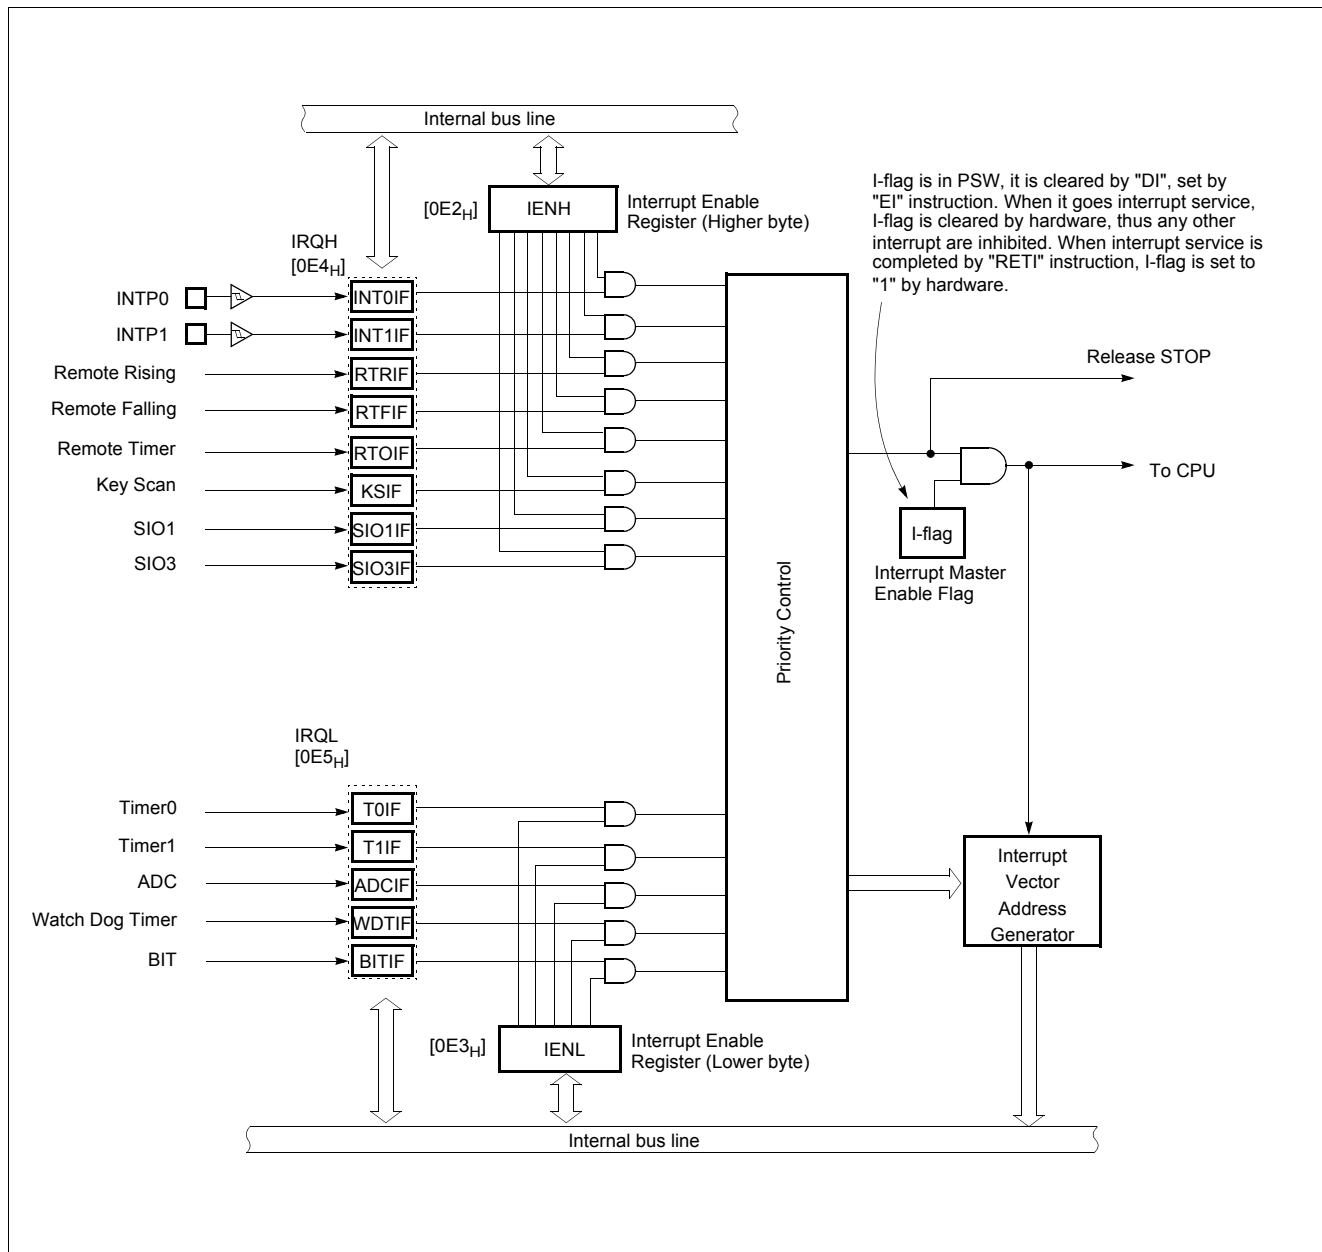 Internal bus line
I-flag is in PSW, it is cleared by "DI", set by
"EI" instruction. When it goes interrupt service,
I-flag is cleared by hardware, thus any other
interrupt are inhibited. When interrupt service is
completed by "RETI" instruction, I-flag is set to
"1" by hardware.
[0E2H]
IENH
Interrupt Enable
Register (Higher byte)
IRQH
[0E4H]
INTP0
INT0IF
INTP1
INT1IF
Remote Rising
RTRIF
Remote Falling
RTFIF
Remote Timer
RTOIF
Key Scan
KSIF
SIO1
SIO1IF
SIO3
SIO3IF
Release STOP
To CPU
I-flag
Interrupt Master
Enable Flag
Priority Control
IRQL
[0E5H]
Timer0
T0IF
Timer1
T1IF
ADC
ADCIF
Watch Dog Timer
WDTIF
BIT
BITIF
Interrupt
Vector
Address
Generator
[0E3H]
IENL
Interrupt Enable
Register (Lower byte)
Internal bus line